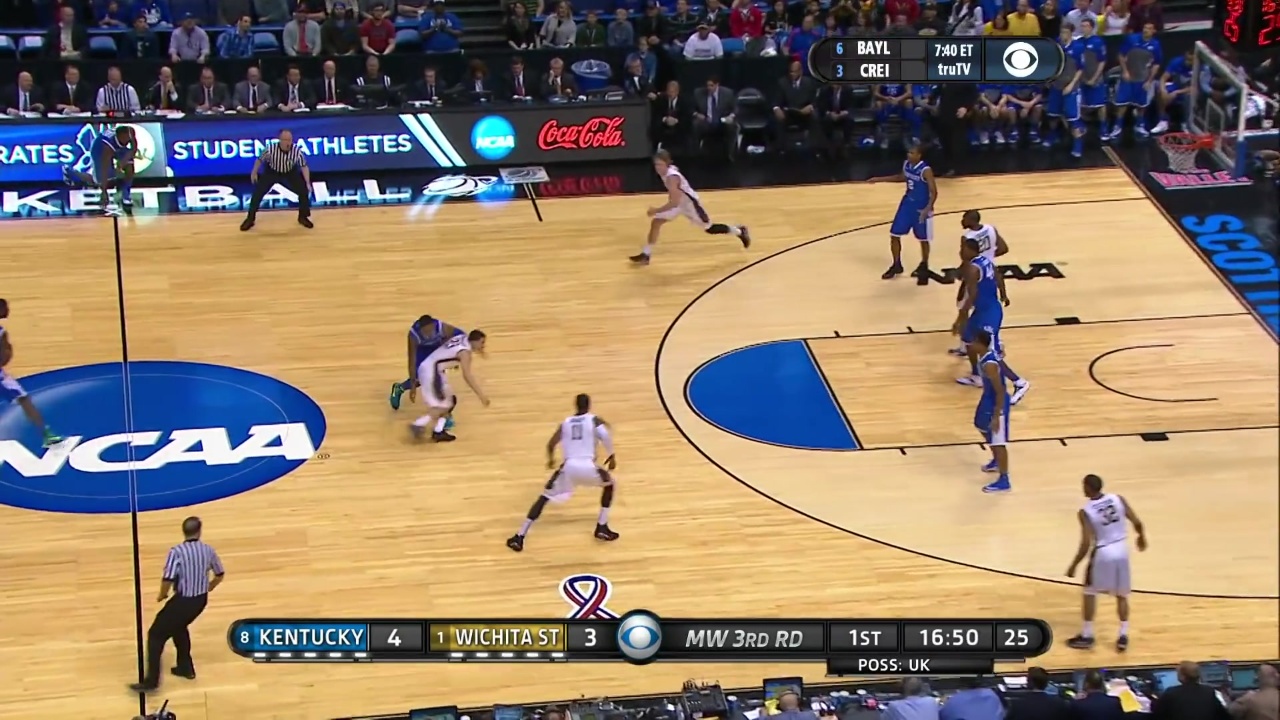 6 BAYL
3 CREI
7:40 ET
truTV
RATES
STUDENT ATHLETES
NCAA
Coca-Cola
KETBALL
NCAA
NCAA
32
8 KENTUCKY 4 1 WICHITA ST 3 MW 3RD RD 1ST 16:50 25
POSS: UK